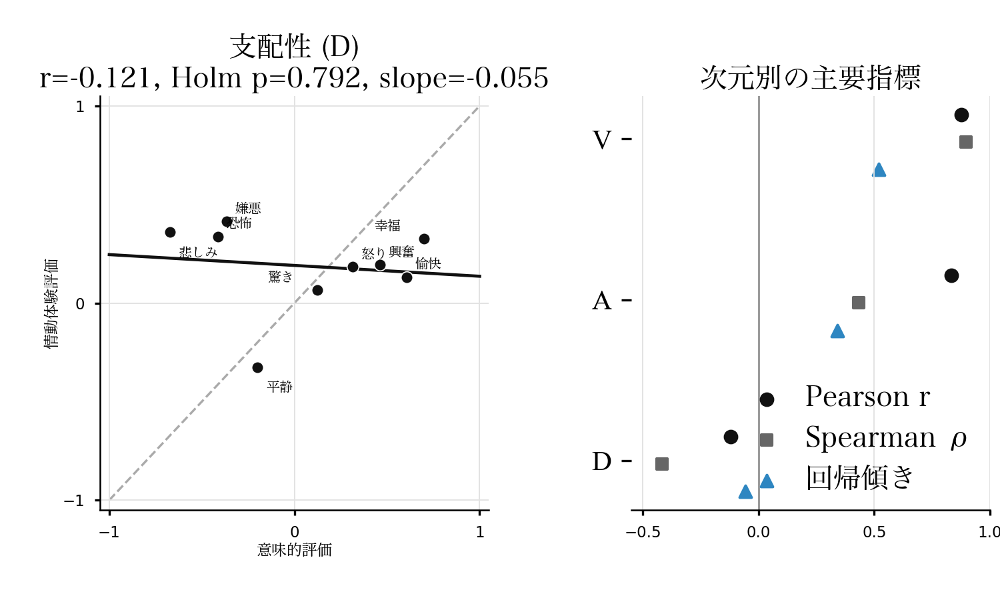 支配性 (D)
r=-0.121, Holm p=0.792, slope=-0.055
1
0
−1
情動体験評価
嫌悪
恐怖
悲しみ
幸福
怒り
興奮
愉快
驚き
平静
−1
0
1
意味的評価
次元別の主要指標
V
A
D
Pearson r
Spearman ρ
回帰傾き
−0.5
0.0
0.5
1.0